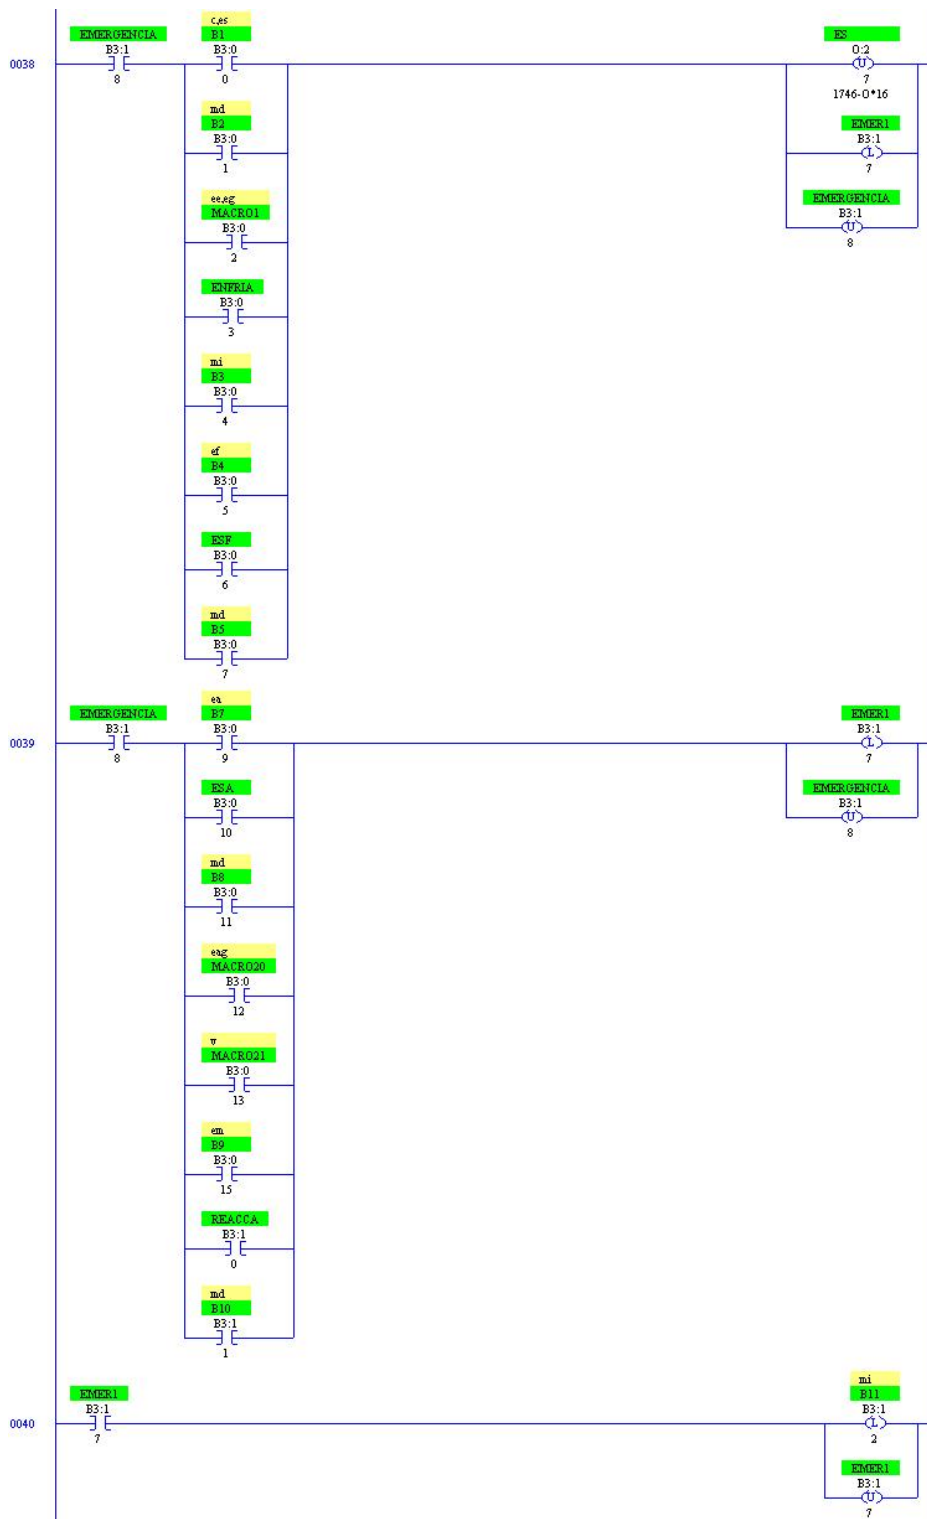 c,es
EMERGENCIA B1 ES
B3:1 B3:0 O:2
0038
8 0 7
1746-O*16
md
B2 EMER1
B3:0 B3:1
L
1 7
ee,eg
MACRO1 EMERGENCIA
B3:0 B3:1
U
2 8
ENFRIA
B3:0
3
mi
B3
B3:0
4
ef
B4
B3:0
5
ESF
B3:0
6
md
B5
B3:0
7
ea
EMERGENCIA B7 EMER1
B3:1 B3:0 B3:1
0039 L
8 9 7
ESA EMERGENCIA
B3:0 B3:1
U
10 8
md
B8
B3:0
11
eag
MACRO20
B3:0
12
v
MACRO21
B3:0
13
em
B9
B3:0
15
REACCA
B3:1
0
md
B10
B3:1
1
mi
EMER1 B11
B3:1 B3:1
0040 L
7 2
EMER1
B3:1
U
7